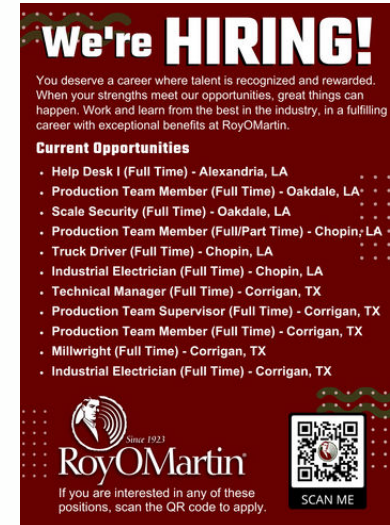 We're HIRING!
You deserve a career where talent is recognized and rewarded.
When your strengths meet our opportunities, great things can
happen. Work and learn from the best in the industry, in a fulfilling
career with exceptional benefits at RoyOMartin.
Current Opportunities
• Help Desk I (Full Time) - Alexandria, LA
• Production Team Member (Full Time) - Oakdale, LA
• Scale Security (Full Time) - Oakdale, LA
• Production Team Member (Full/Part Time) - Chopin, LA
• Truck Driver (Full Time) - Chopin, LA
• Industrial Electrician (Full Time) - Chopin, LA
• Technical Manager (Full Time) - Corrigan, TX
• Production Team Supervisor (Full Time) - Corrigan, TX
• Production Team Member (Full Time) - Corrigan, TX
• Millwright (Full Time) - Corrigan, TX
• Industrial Electrician (Full Time) - Corrigan, TX
Since 1923
RoyOMartin
If you are interested in any of these
positions, scan the QR code to apply.
SCAN ME